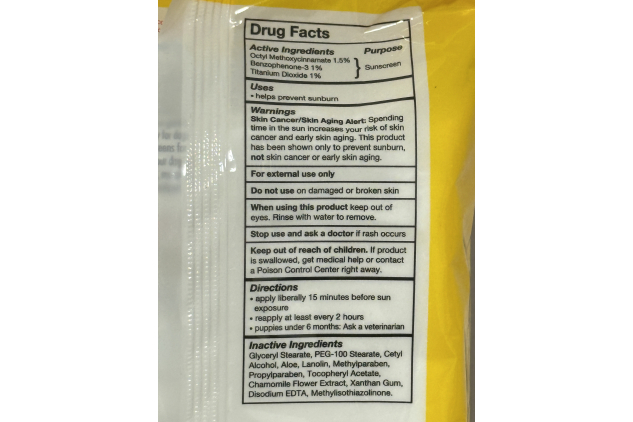 Drug Facts
Active Ingredients Purpose
Octyl Methoxycinnamate 1.5%
Benzophenone-3 1% Sunscreen
Titanium Dioxide 1%
Uses
• helps prevent sunburn
Warnings
Skin Cancer/Skin Aging Alert: Spending
time in the sun increases your risk of skin
cancer and early skin aging. This product
has been shown only to prevent sunburn,
not skin cancer or early skin aging.
For external use only
Do not use on damaged or broken skin
When using this product keep out of
eyes. Rinse with water to remove.
Stop use and ask a doctor if rash occurs
Keep out of reach of children. If product
is swallowed, get medical help or contact
a Poison Control Center right away.
Directions
• apply liberally 15 minutes before sun
exposure
• reapply at least every 2 hours
• puppies under 6 months: Ask a veterinarian
Inactive Ingredients
Glyceryl Stearate, PEG-100 Stearate, Cetyl
Alcohol, Aloe, Lanolin, Methylparaben,
Propylparaben, Tocopheryl Acetate,
Chamomile Flower Extract, Xanthan Gum,
Disodium EDTA, Methylisothiazolinone.